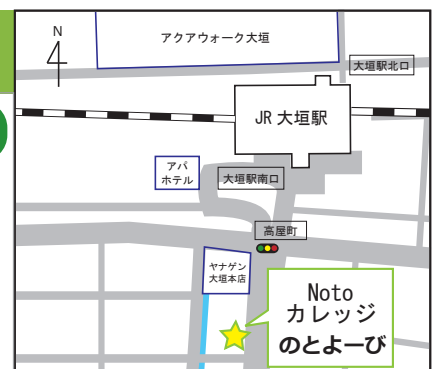 N
アクアウォーク大垣
大垣駅北口
JR 大垣駅
アパ
ホテル
大垣駅南口
高屋町
ヤナゲン
大垣本店
Noto
カレッジ
のとよーび